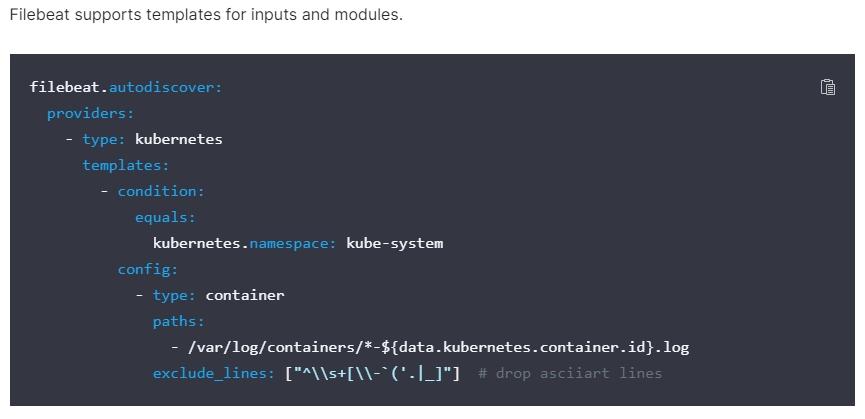 Filebeat supports templates for inputs and modules.
filebeat.autodiscover:
  providers:
    - type: kubernetes
      templates:
        - condition:
            equals:
              kubernetes.namespace: kube-system
          config:
            - type: container
              paths:
                - /var/log/containers/*-${data.kubernetes.container.id}.log
              exclude_lines: ["^\\s+[\\-`('.|_]"]  # drop asciiart lines